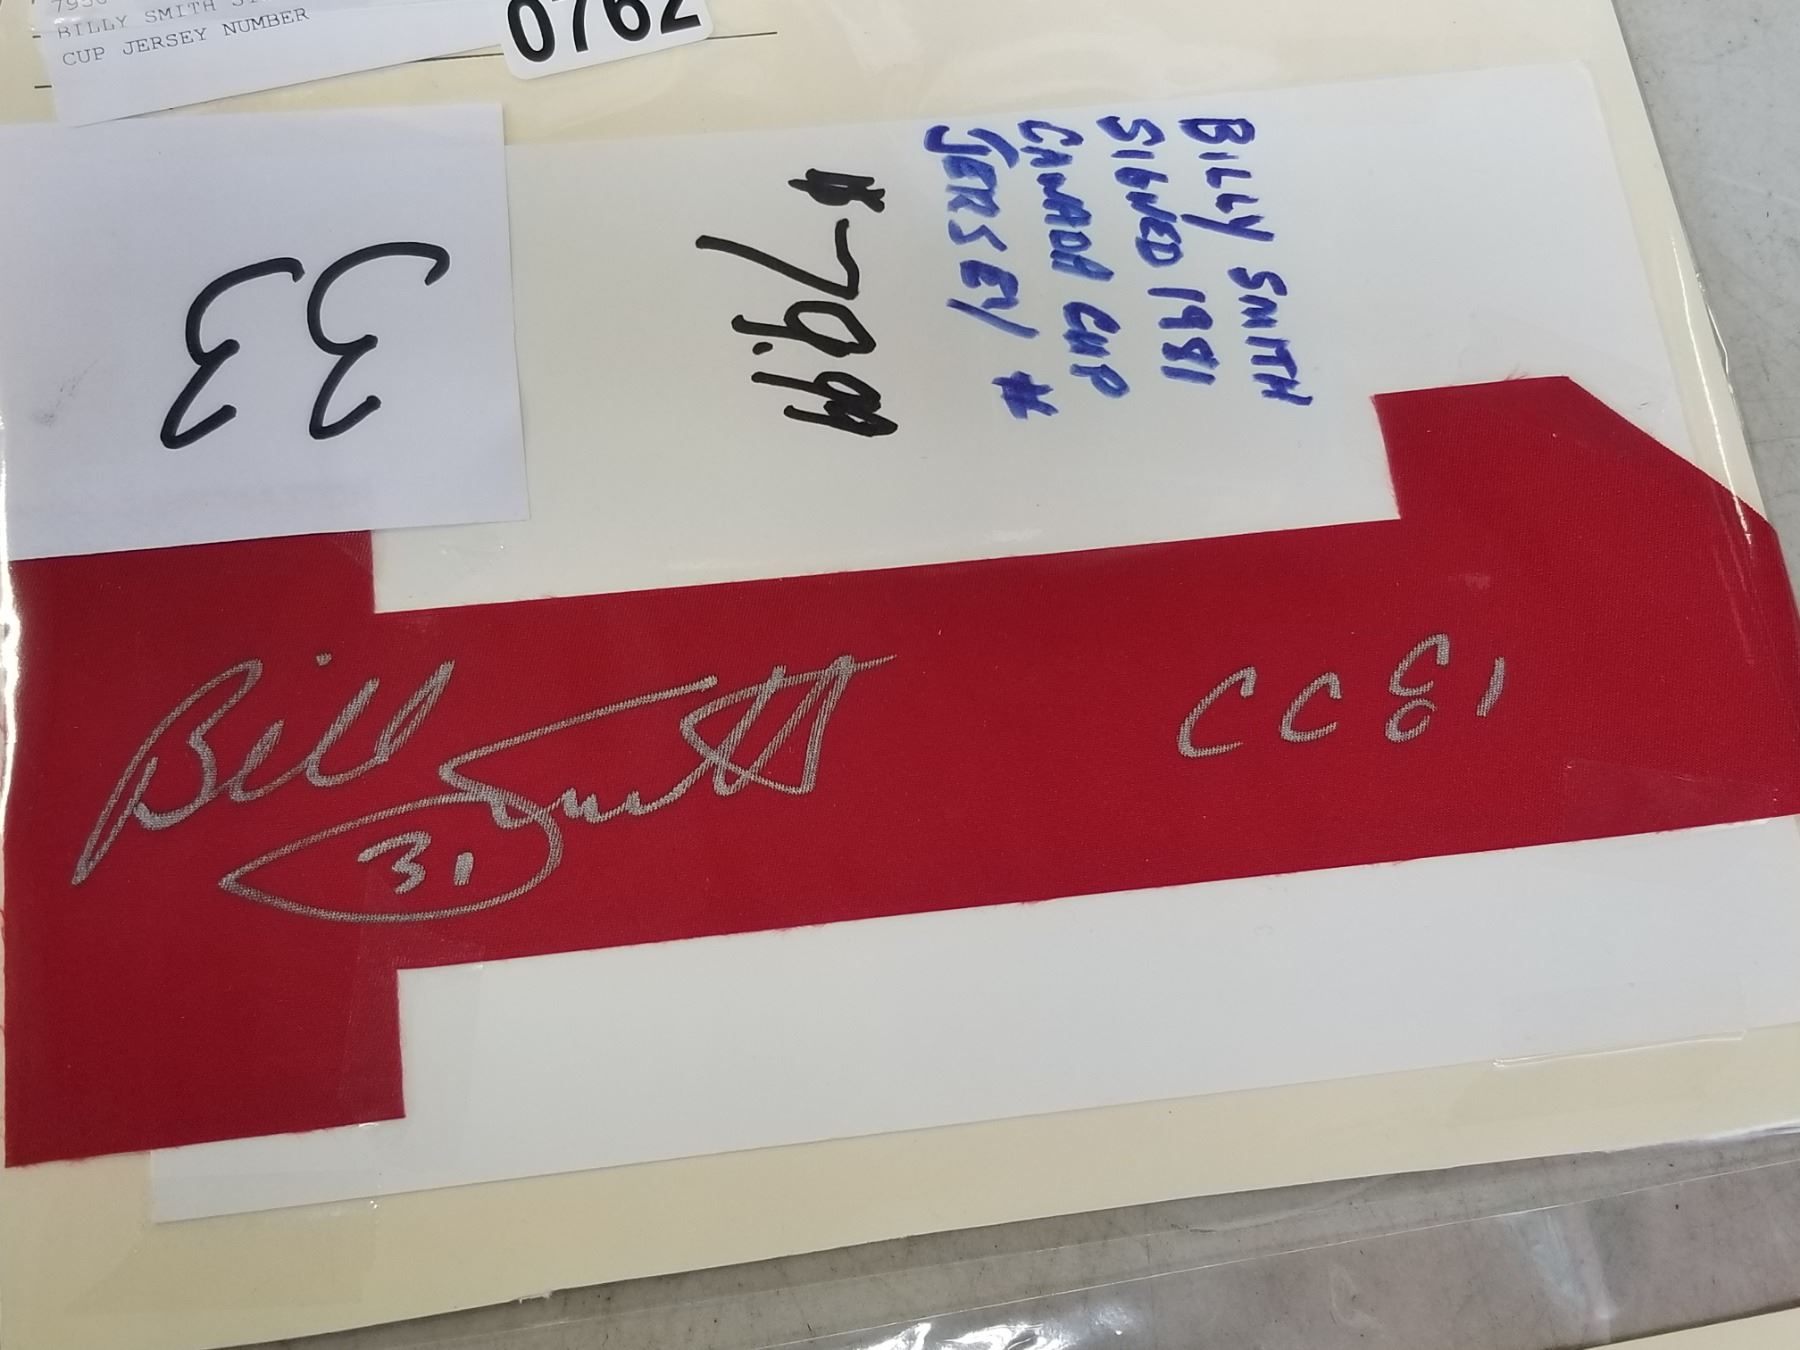 BILLY SMITH
CUP JERSEY NUMBER
0762
33
BILLY SMITH
SIGNED 1981
CANADA CUP
JERSEY #
$79.99
Bill Smith
31
CC 81